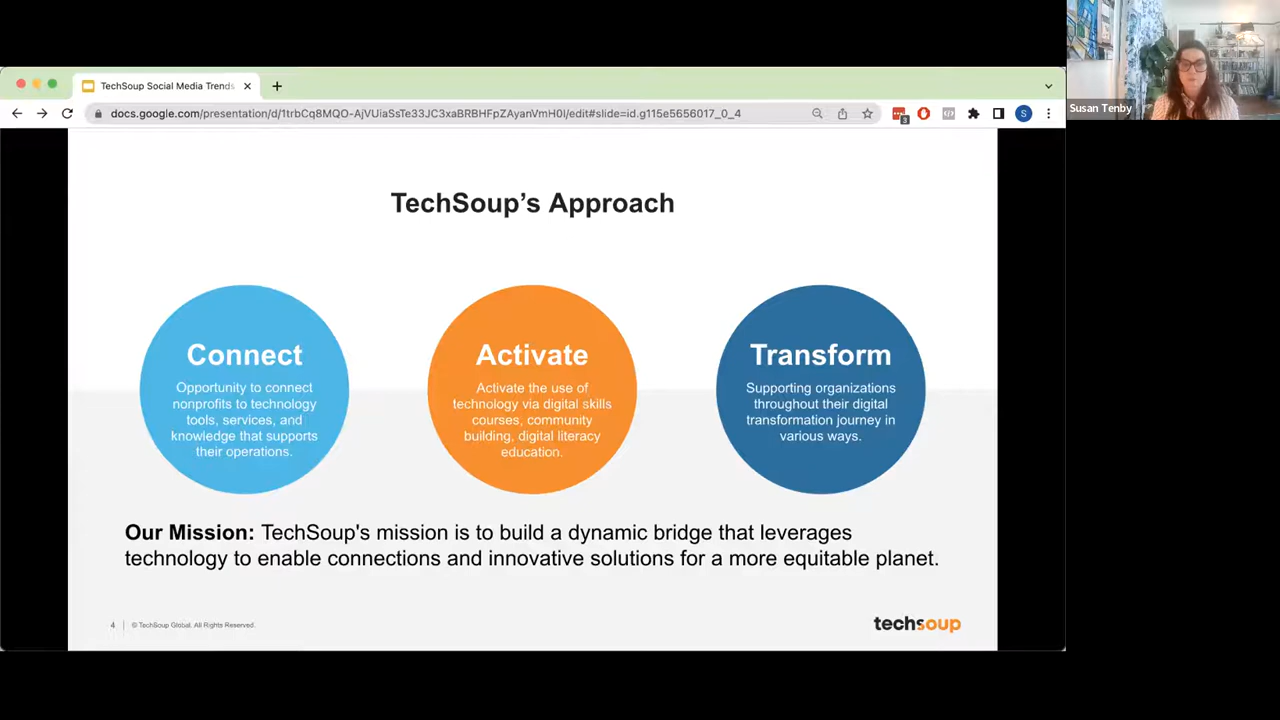 TechSoup Social Media Trends
docs.google.com/presentation/d/1trbCq8MQO-AjVUiaSsTe33JC3xaBRBHFpZAyanVmH0I/edit#slide=id.g115e5656017_0_4
3
S
Susan Tenby
TechSoup’s Approach
Connect
Opportunity to connect
nonprofits to technology
tools, services, and
knowledge that supports
their operations.
Activate
Activate the use of
technology via digital skills
courses, community
building, digital literacy
education.
Transform
Supporting organizations
throughout their digital
transformation journey in
various ways.
Our Mission: TechSoup's mission is to build a dynamic bridge that leverages
technology to enable connections and innovative solutions for a more equitable planet.
4 | © TechSoup Global. All Rights Reserved.
techsoup